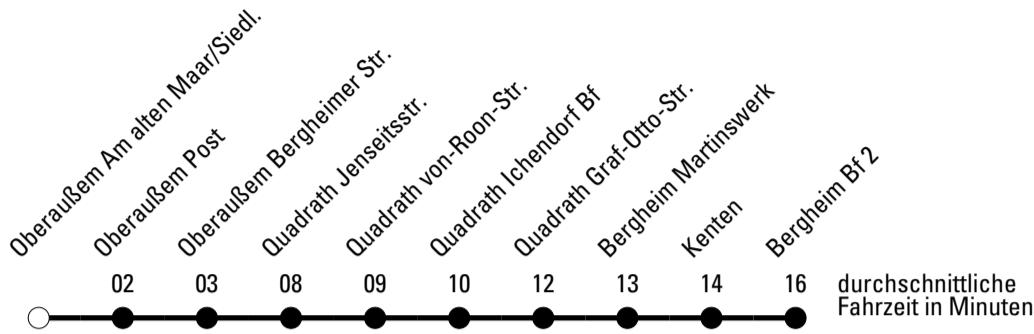 Oberaußem Am alten Maar/Siedl.
Oberaußem Post
Oberaußem Bergheimer Str.
Quadrath Jenseitsstr.
Quadrath von-Roon-Str.
Quadrath Ichendorf Bf
Quadrath Graf-Otto-Str.
Bergheim Martinswerk
Kenten
Bergheim Bf 2
02 03 08 09 10 12 13 14 16
durchschnittliche
Fahrzeit in Minuten